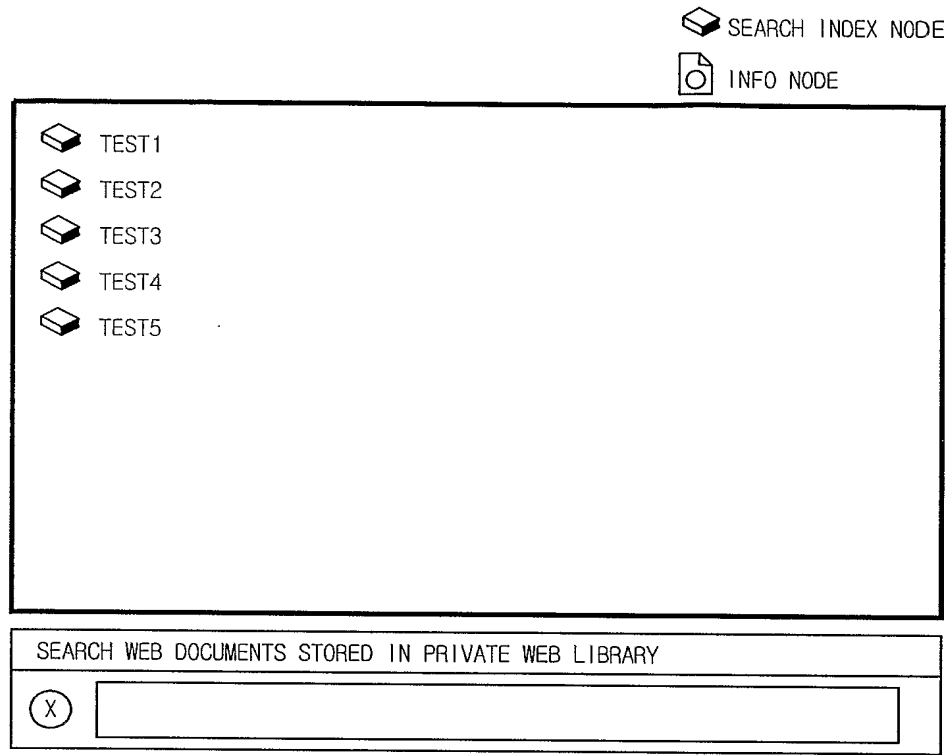 SEARCH INDEX NODE
INFO NODE
TEST1
TEST2
TEST3
TEST4
TEST5
SEARCH WEB DOCUMENTS STORED IN PRIVATE WEB LIBRARY
X